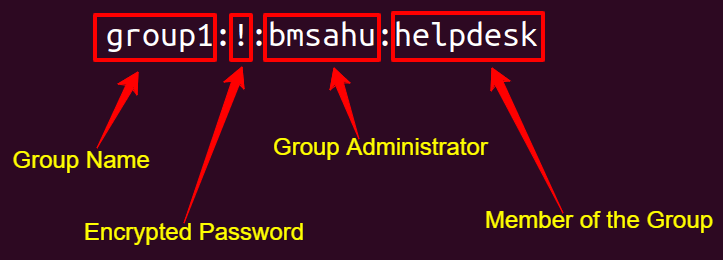 group1:!:bmsahu:helpdesk
Group Name
Group Administrator
Encrypted Password
Member of the Group